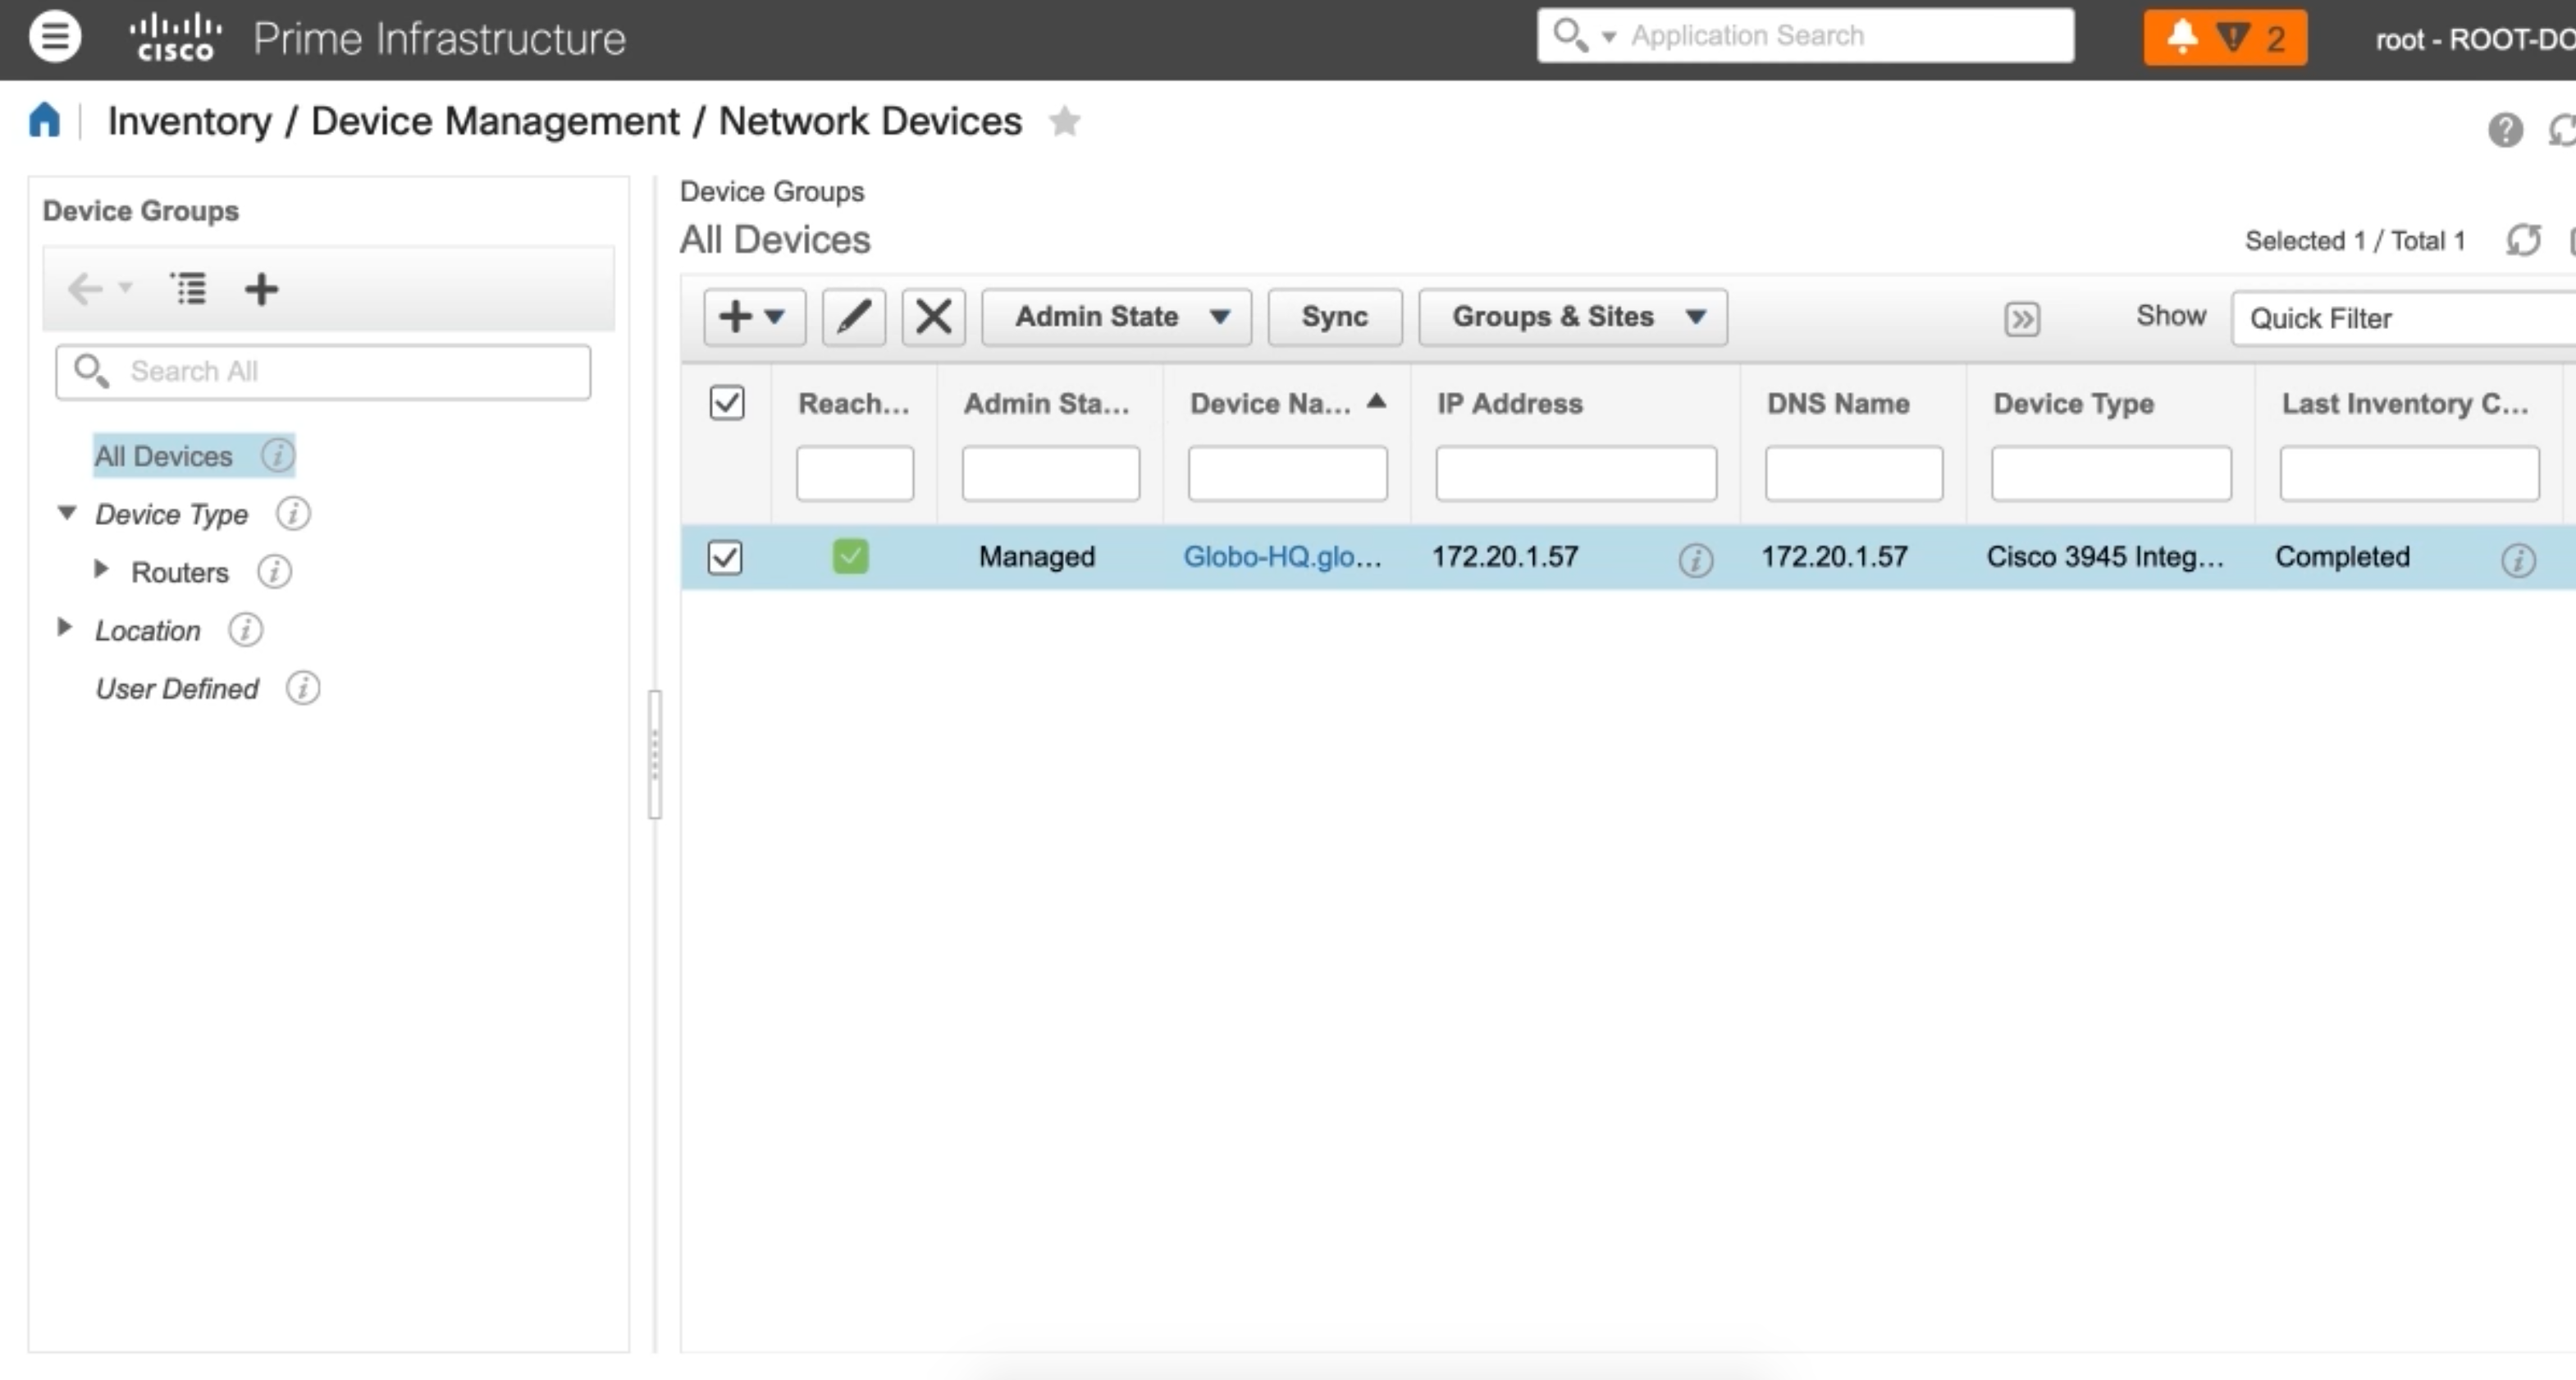 cisco Prime Infrastructure
Application Search
2
root - ROOT-DO
Inventory / Device Management / Network Devices
Device Groups
Search All
All Devices
Device Type
Routers
Location
User Defined
Device Groups
All Devices
Selected 1 / Total 1
Admin State
Sync
Groups & Sites
Show
Quick Filter
Reach... Admin Sta... Device Na... IP Address DNS Name Device Type Last Inventory C...
Managed Globo-HQ.glo... 172.20.1.57 172.20.1.57 Cisco 3945 Integ... Completed